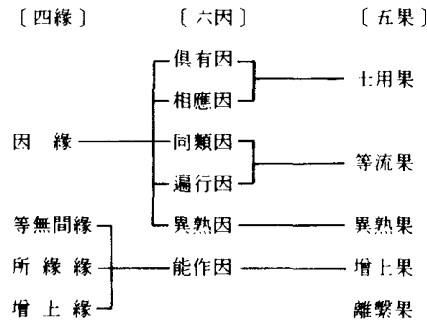 〔四緣〕 〔六因〕 〔五果〕
俱有因
士用果
相應因
因緣 同類因
等流果
遍行因
等無間緣 異熟因 異熟果
所緣緣 能作因 增上果
增上緣 離繫果